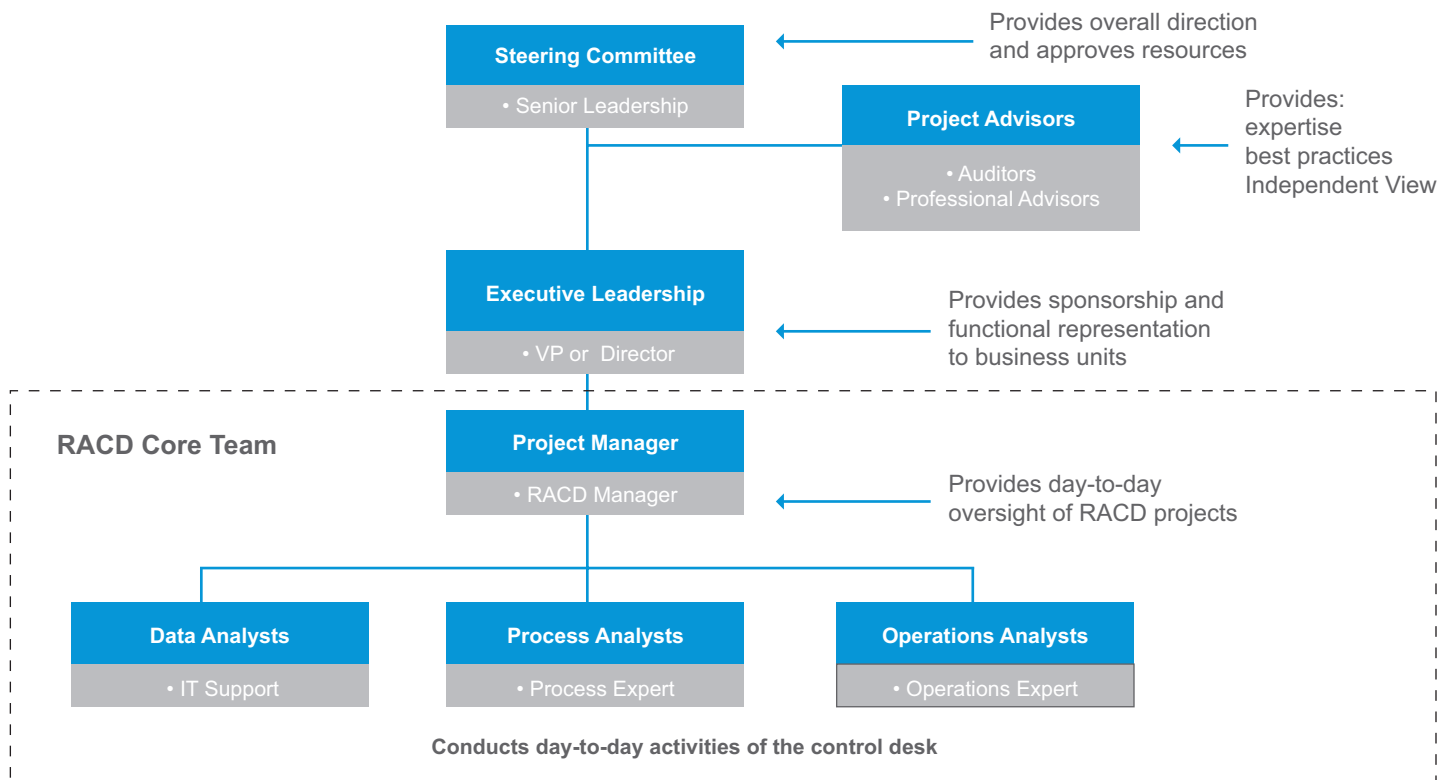 Steering Committee
• Senior Leadership
Provides overall direction
and approves resources
Project Advisors
• Auditors
• Professional Advisors
Provides:
expertise
best practices
Independent View
Executive Leadership
• VP or  Director
Provides sponsorship and
functional representation
to business units
RACD Core Team
Project Manager
• RACD Manager
Provides day-to-day
oversight of RACD projects
Data Analysts
• IT Support
Process Analysts
• Process Expert
Operations Analysts
• Operations Expert
Conducts day-to-day activities of the control desk